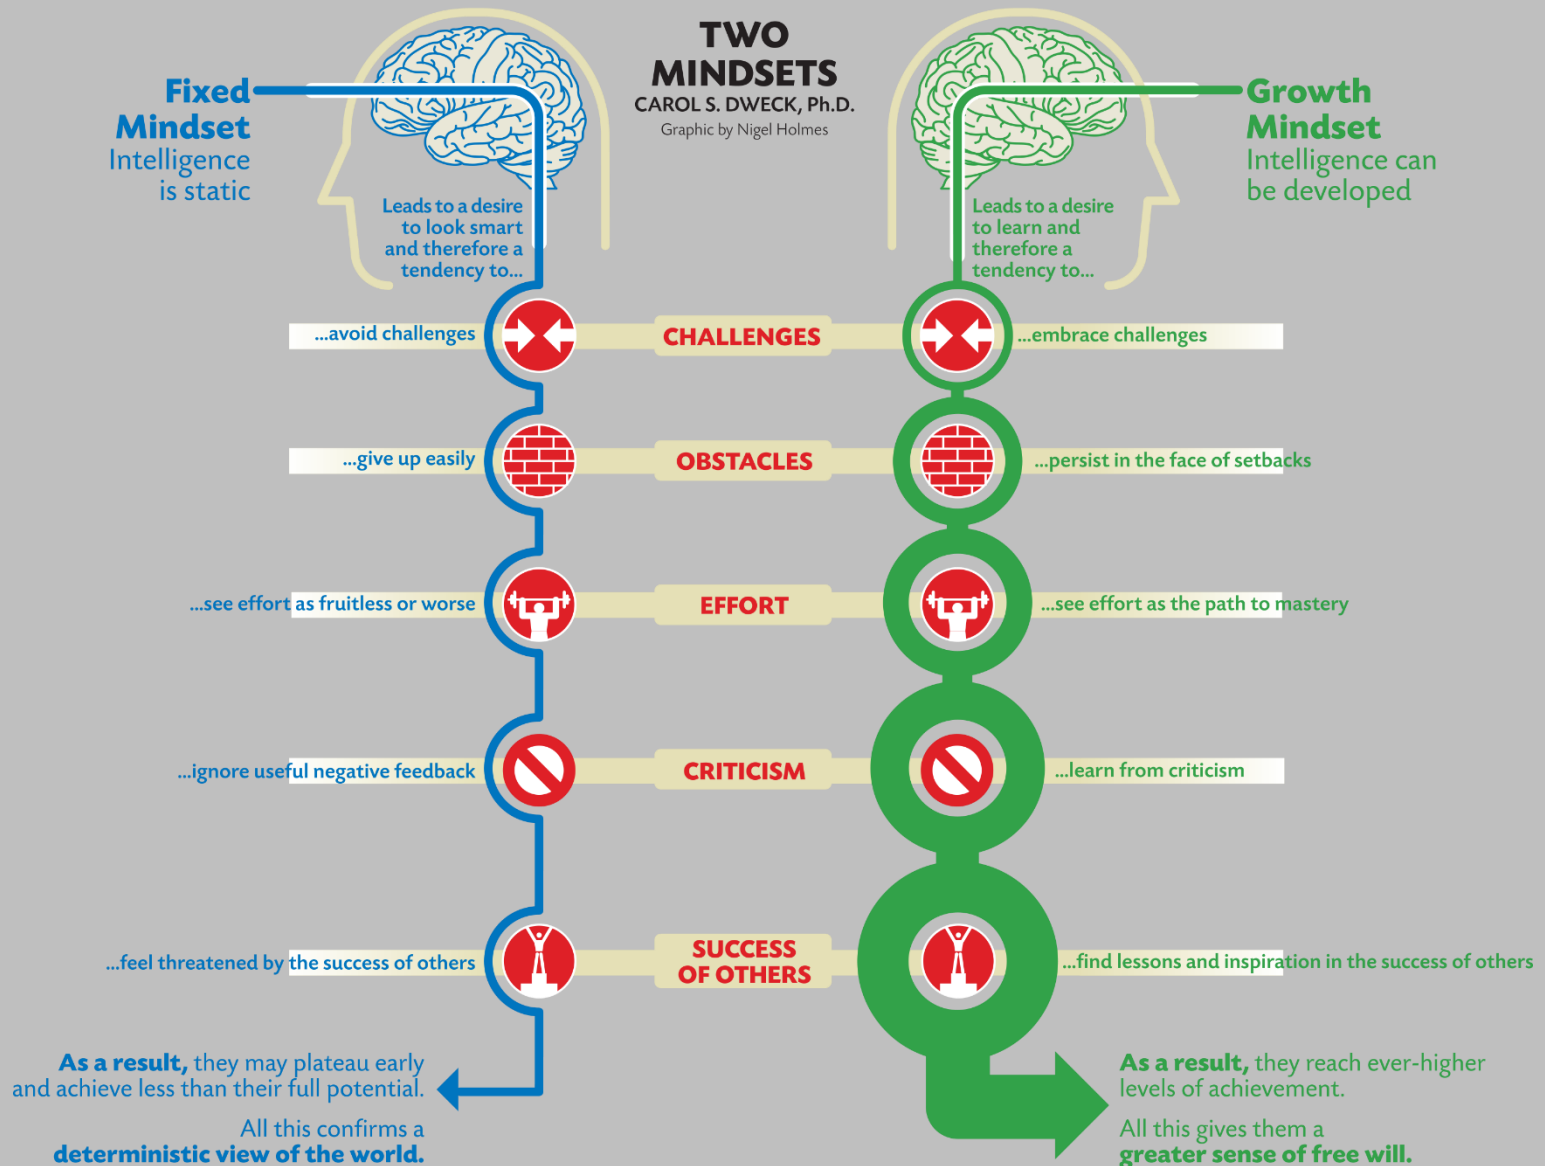 TWO
MINDSETS
CAROL S. DWECK, Ph.D.
Graphic by Nigel Holmes
Fixed
Mindset
Intelligence
is static
Growth
Mindset
Intelligence can
be developed
Leads to a desire
to look smart
and therefore a
tendency to...
Leads to a desire
to learn and
therefore a
tendency to...
...avoid challenges
CHALLENGES
...embrace challenges
...give up easily
OBSTACLES
...persist in the face of setbacks
...see effort as fruitless or worse
EFFORT
...see effort as the path to mastery
...ignore useful negative feedback
CRITICISM
...learn from criticism
...feel threatened by the success of others
SUCCESS
OF OTHERS
...find lessons and inspiration in the success of others
As a result, they may plateau early
and achieve less than their full potential.
All this confirms a
deterministic view of the world.
As a result, they reach ever-higher
levels of achievement.
All this gives them a
greater sense of free will.